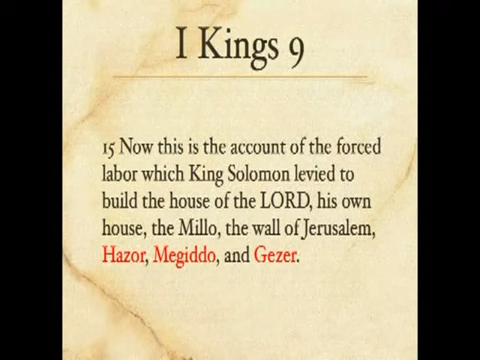 I Kings 9
15 Now this is the account of the forced
labor which King Solomon levied to
build the house of the LORD, his own
house, the Millo, the wall of Jerusalem,
Hazor, Megiddo, and Gezer.